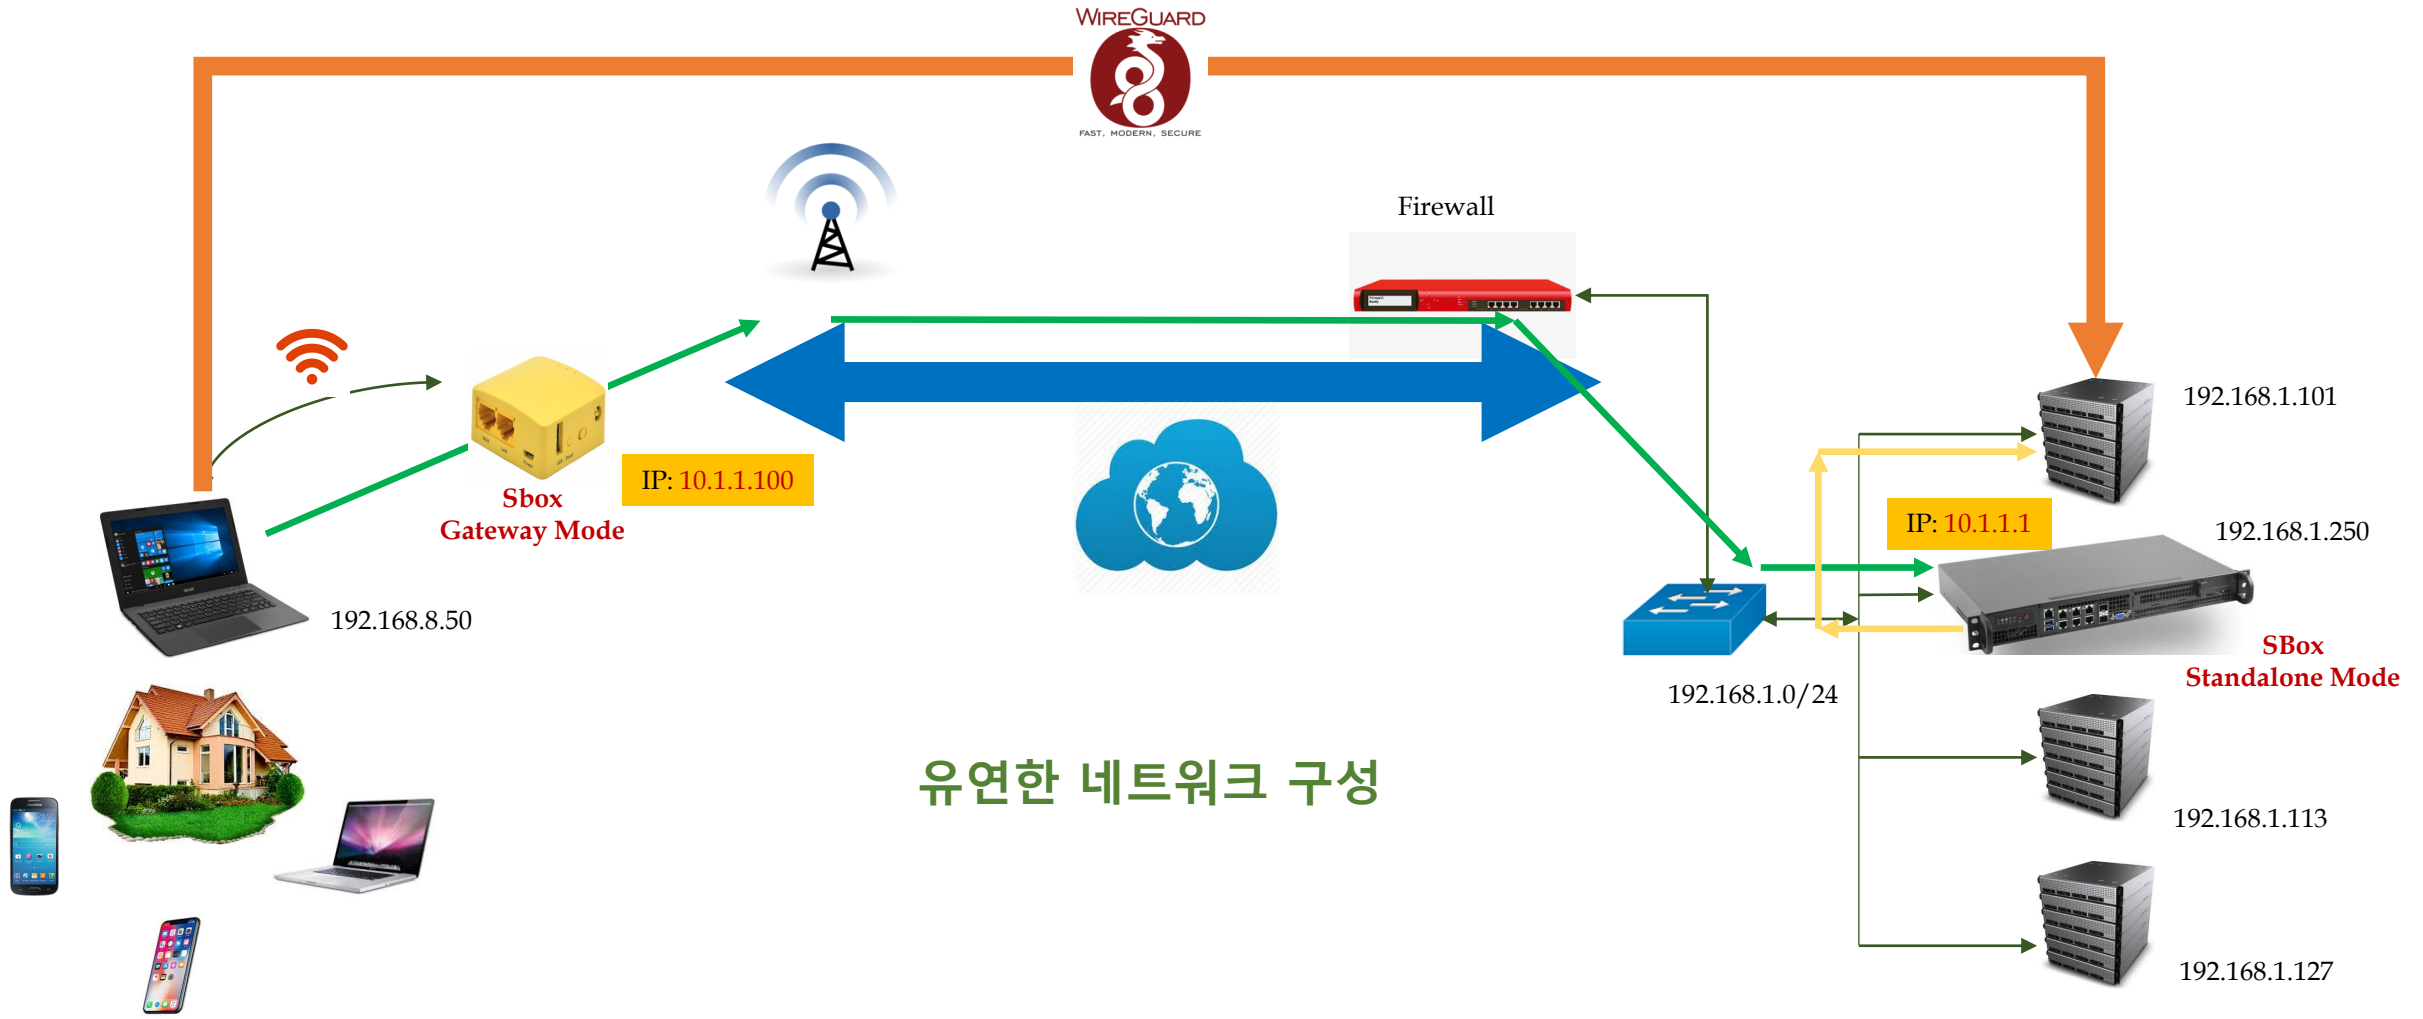 WIREGUARD
FAST, MODERN, SECURE
Firewall
192.168.1.101
IP: 10.1.1.100
Sbox
Gateway Mode
IP: 10.1.1.1
192.168.1.250
192.168.8.50
SBox
Standalone Mode
192.168.1.0/24
유연한 네트워크 구성
192.168.1.113
192.168.1.127